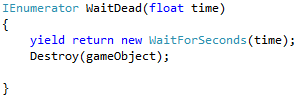 IEnumerator WaitDead(float time)
{
    yield return new WaitForSeconds(time);
    Destroy(gameObject);
}